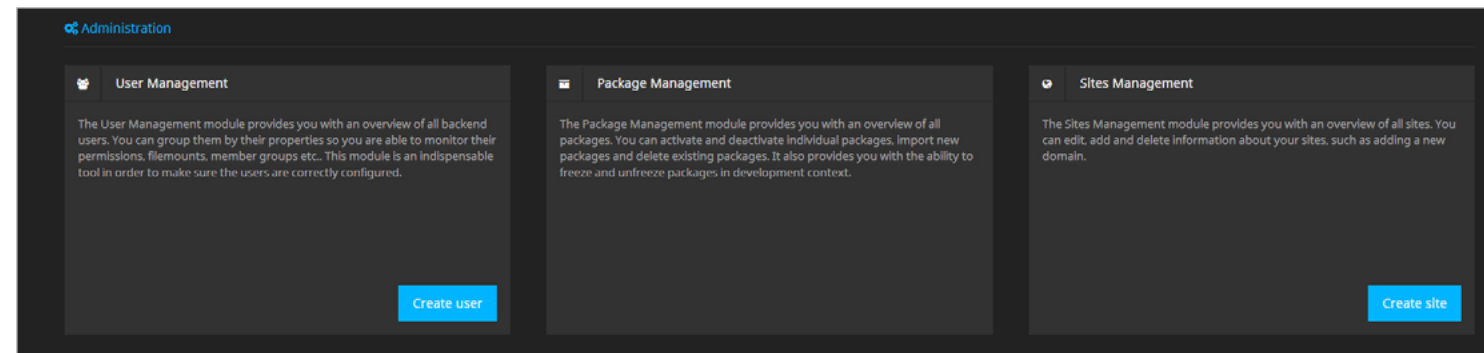 Administration
User Management
The User Management module provides you with an overview of all backend
users. You can group them by their properties so you are able to monitor their
permissions, filemounts, member groups etc.. This module is an indispensable
tool in order to make sure the users are correctly configured.
Create user
Package Management
The Package Management module provides you with an overview of all
packages. You can activate and deactivate individual packages, import new
packages and delete existing packages. It also provides you with the ability to
freeze and unfreeze packages in development context.
Sites Management
The Sites Management module provides you with an overview of all sites. You
can edit, add and delete information about your sites, such as adding a new
domain.
Create site